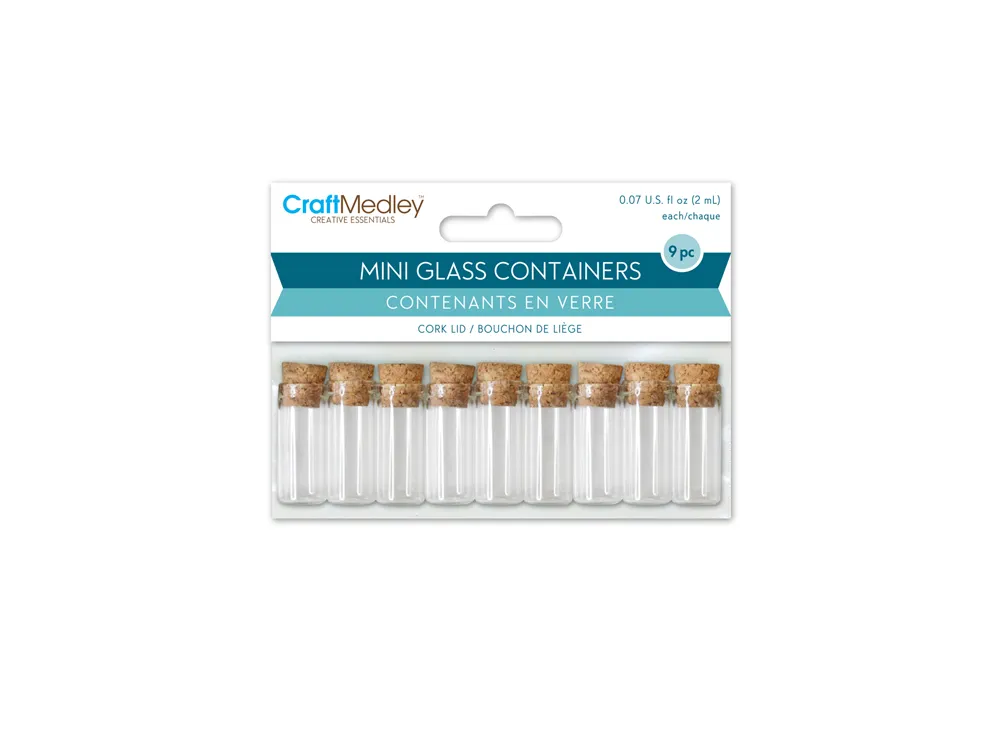 CraftMedley™
CREATIVE ESSENTIALS
0.07 U.S. fl oz (2 mL)
each/chaque
9 pc
MINI GLASS CONTAINERS
CONTENANTS EN VERRE
CORK LID / BOUCHON DE LIÈGE